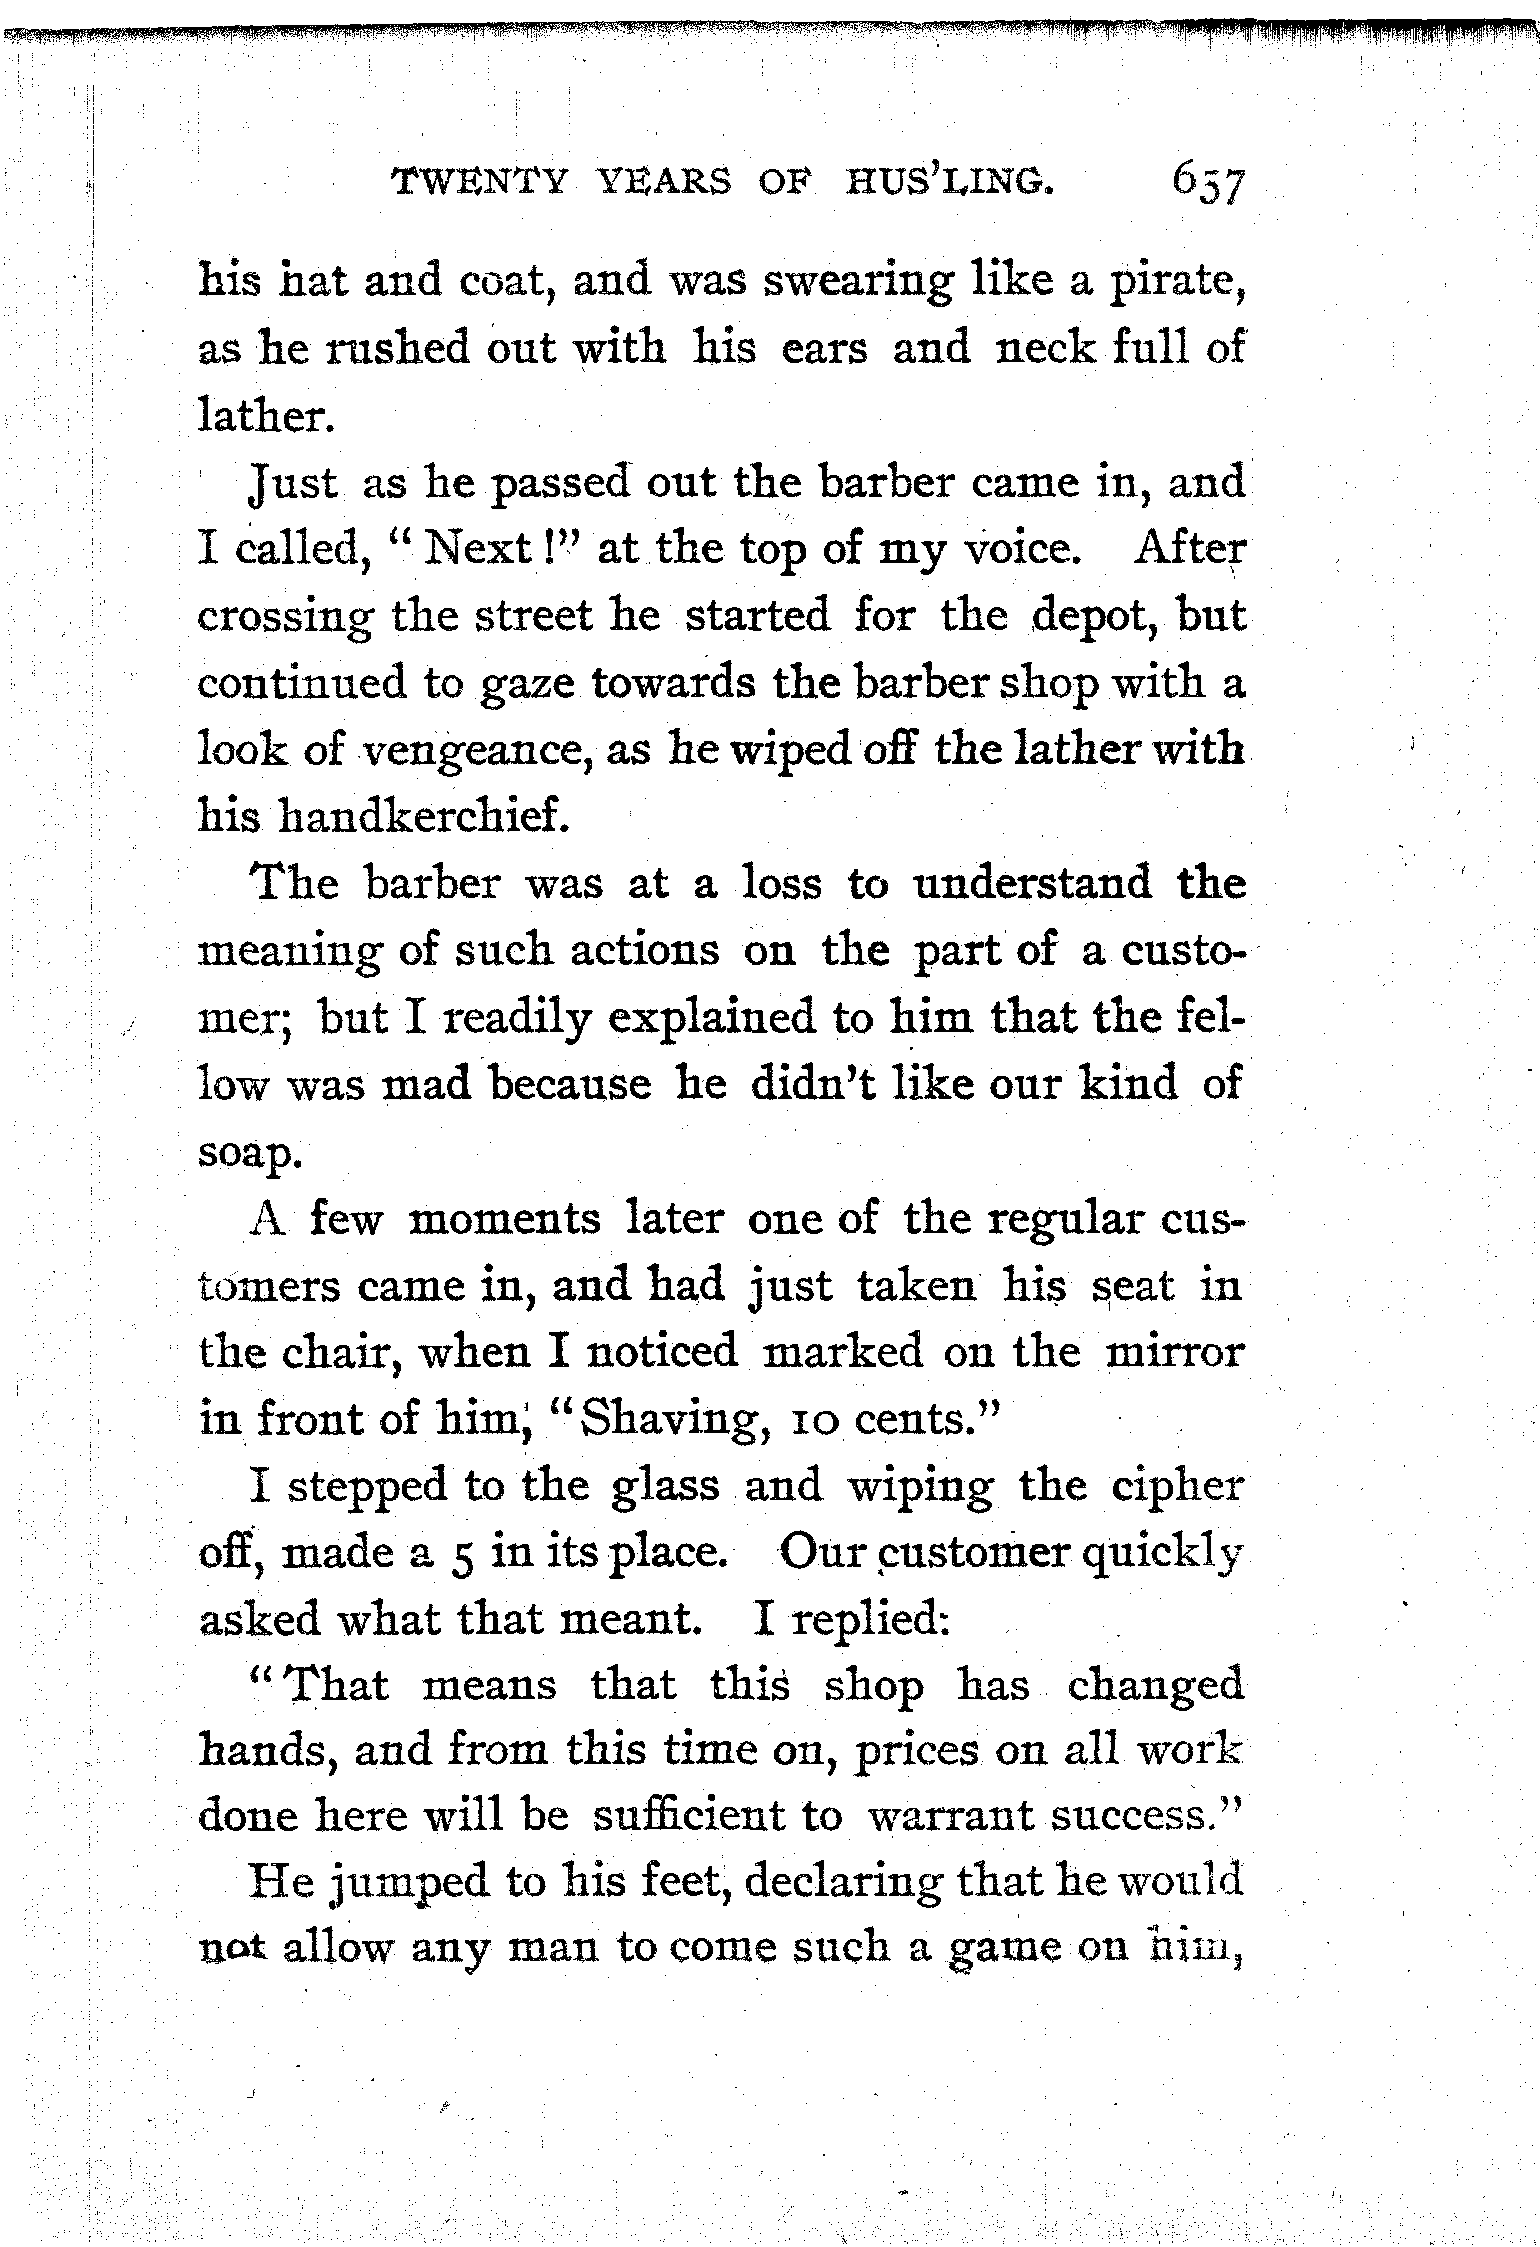 TWENTY YEARS OF HUS'LING. 657
his hat and coat, and was swearing like a pirate,
as he rushed out with his ears and neck full of
lather.
Just as he passed out the barber came in, and
I called, “Next!” at the top of my voice. After
crossing the street he started for the depot, but
continued to gaze towards the barber shop with a
look of vengeance, as he wiped off the lather with
his handkerchief.
The barber was at a loss to understand the
meaning of such actions on the part of a custo-
mer; but I readily explained to him that the fel-
low was mad because he didn't like our kind of
soap.
A few moments later one of the regular cus-
tomers came in, and had just taken his seat in
the chair, when I noticed marked on the mirror
in front of him, “Shaving, 10 cents.”
I stepped to the glass and wiping the cipher
off, made a 5 in its place. Our customer quickly
asked what that meant. I replied:
“That means that this shop has changed
hands, and from this time on, prices on all work
done here will be sufficient to warrant success.”
He jumped to his feet, declaring that he would
not allow any man to come such a game on him,